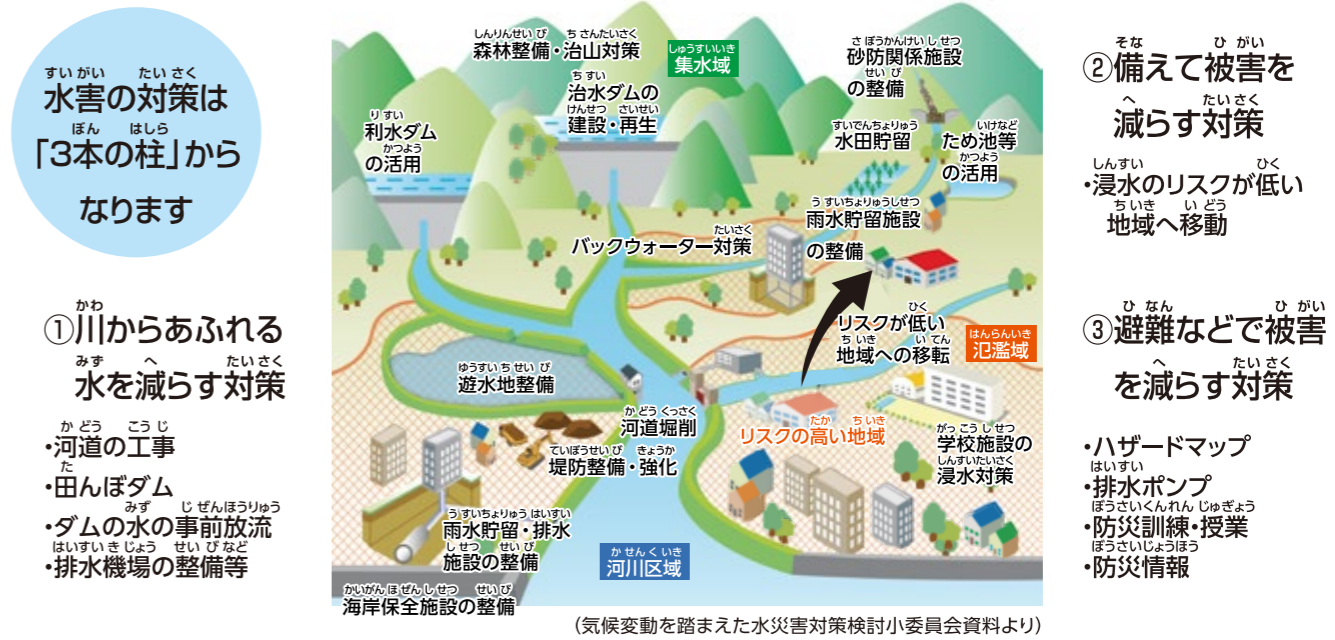 水害の対策は
「3本の柱」から
なります
①川からあふれる
水を減らす対策
・河道の工事
・田んぼダム
・ダムの水の事前放流
・排水機場の整備等
森林整備・治山対策
集水域
砂防関係施設
の整備
治水ダムの
建設・再生
利水ダム
の活用
水田貯留
ため池等
の活用
雨水貯留施設
の整備
バックウォーター対策
リスクが低い
地域への移転
氾濫域
遊水地整備
河道掘削
リスクの高い地域
学校施設の
浸水対策
堤防整備・強化
雨水貯留・排水
施設の整備
河川区域
海岸保全施設の整備
(気候変動を踏まえた水災害対策検討小委員会資料より)
②備えて被害を
減らす対策
・浸水のリスクが低い
地域へ移動
③避難などで被害
を減らす対策
・ハザードマップ
・排水ポンプ
・防災訓練・授業
・防災情報